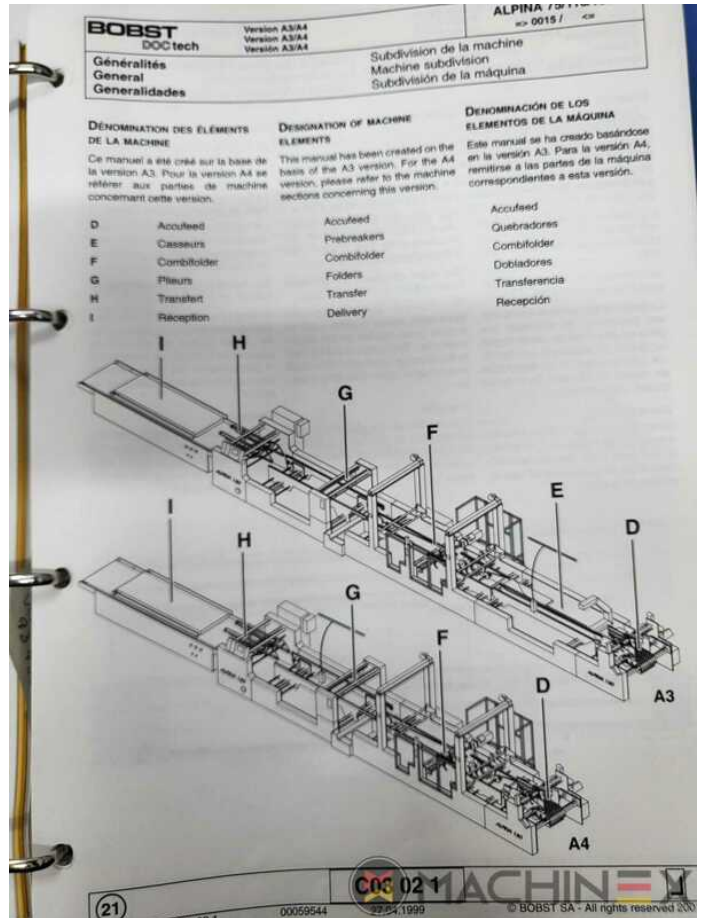 BOBST
DOCtech
Version A3/A4
Version A3/A4
Versión A3/A4
ALPINA 75/
=> 0015 / <=
Généralités
General
Generalidades
Subdivision de la machine
Machine subdivision
Subdivisión de la máquina
DÉNOMINATION DES ÉLÉMENTS
DE LA MACHINE
Ce manuel a été créé sur la base de
la version A3. Pour la version A4 se
référer aux parties de machine
concernant cette version.
DESIGNATION OF MACHINE
ELEMENTS
This manual has been created on the
basis of the A3 version. For the A4
version, please refer to the machine
sections concerning this version.
DENOMINACIÓN DE LOS
ELEMENTOS DE LA MÁQUINA
Este manual se ha creado basándose
en la versión A3. Para la versión A4,
remitirse a las partes de la máquina
correspondientes a esta versión.
D Accufeed Accufeed Accufeed
E Casseurs Prebreakers Quebradores
F Combifolder Combifolder Combifolder
G Plieurs Folders Dobladores
H Transfert Transfer Transferencia
I Réception Delivery Recepción
I
H
G
F
E
D
A3
I
H
G
F
D
A4
21
00059544
C03 02 1
27.04.1999
MACHINEX
© BOBST SA - All rights reserved 200